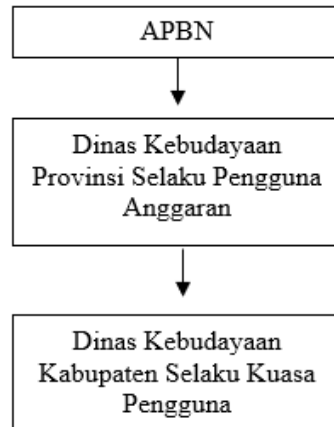 APBN
Dinas Kebudayaan
Provinsi Selaku Pengguna
Anggaran
Dinas Kebudayaan
Kabupaten Selaku Kuasa
Pengguna